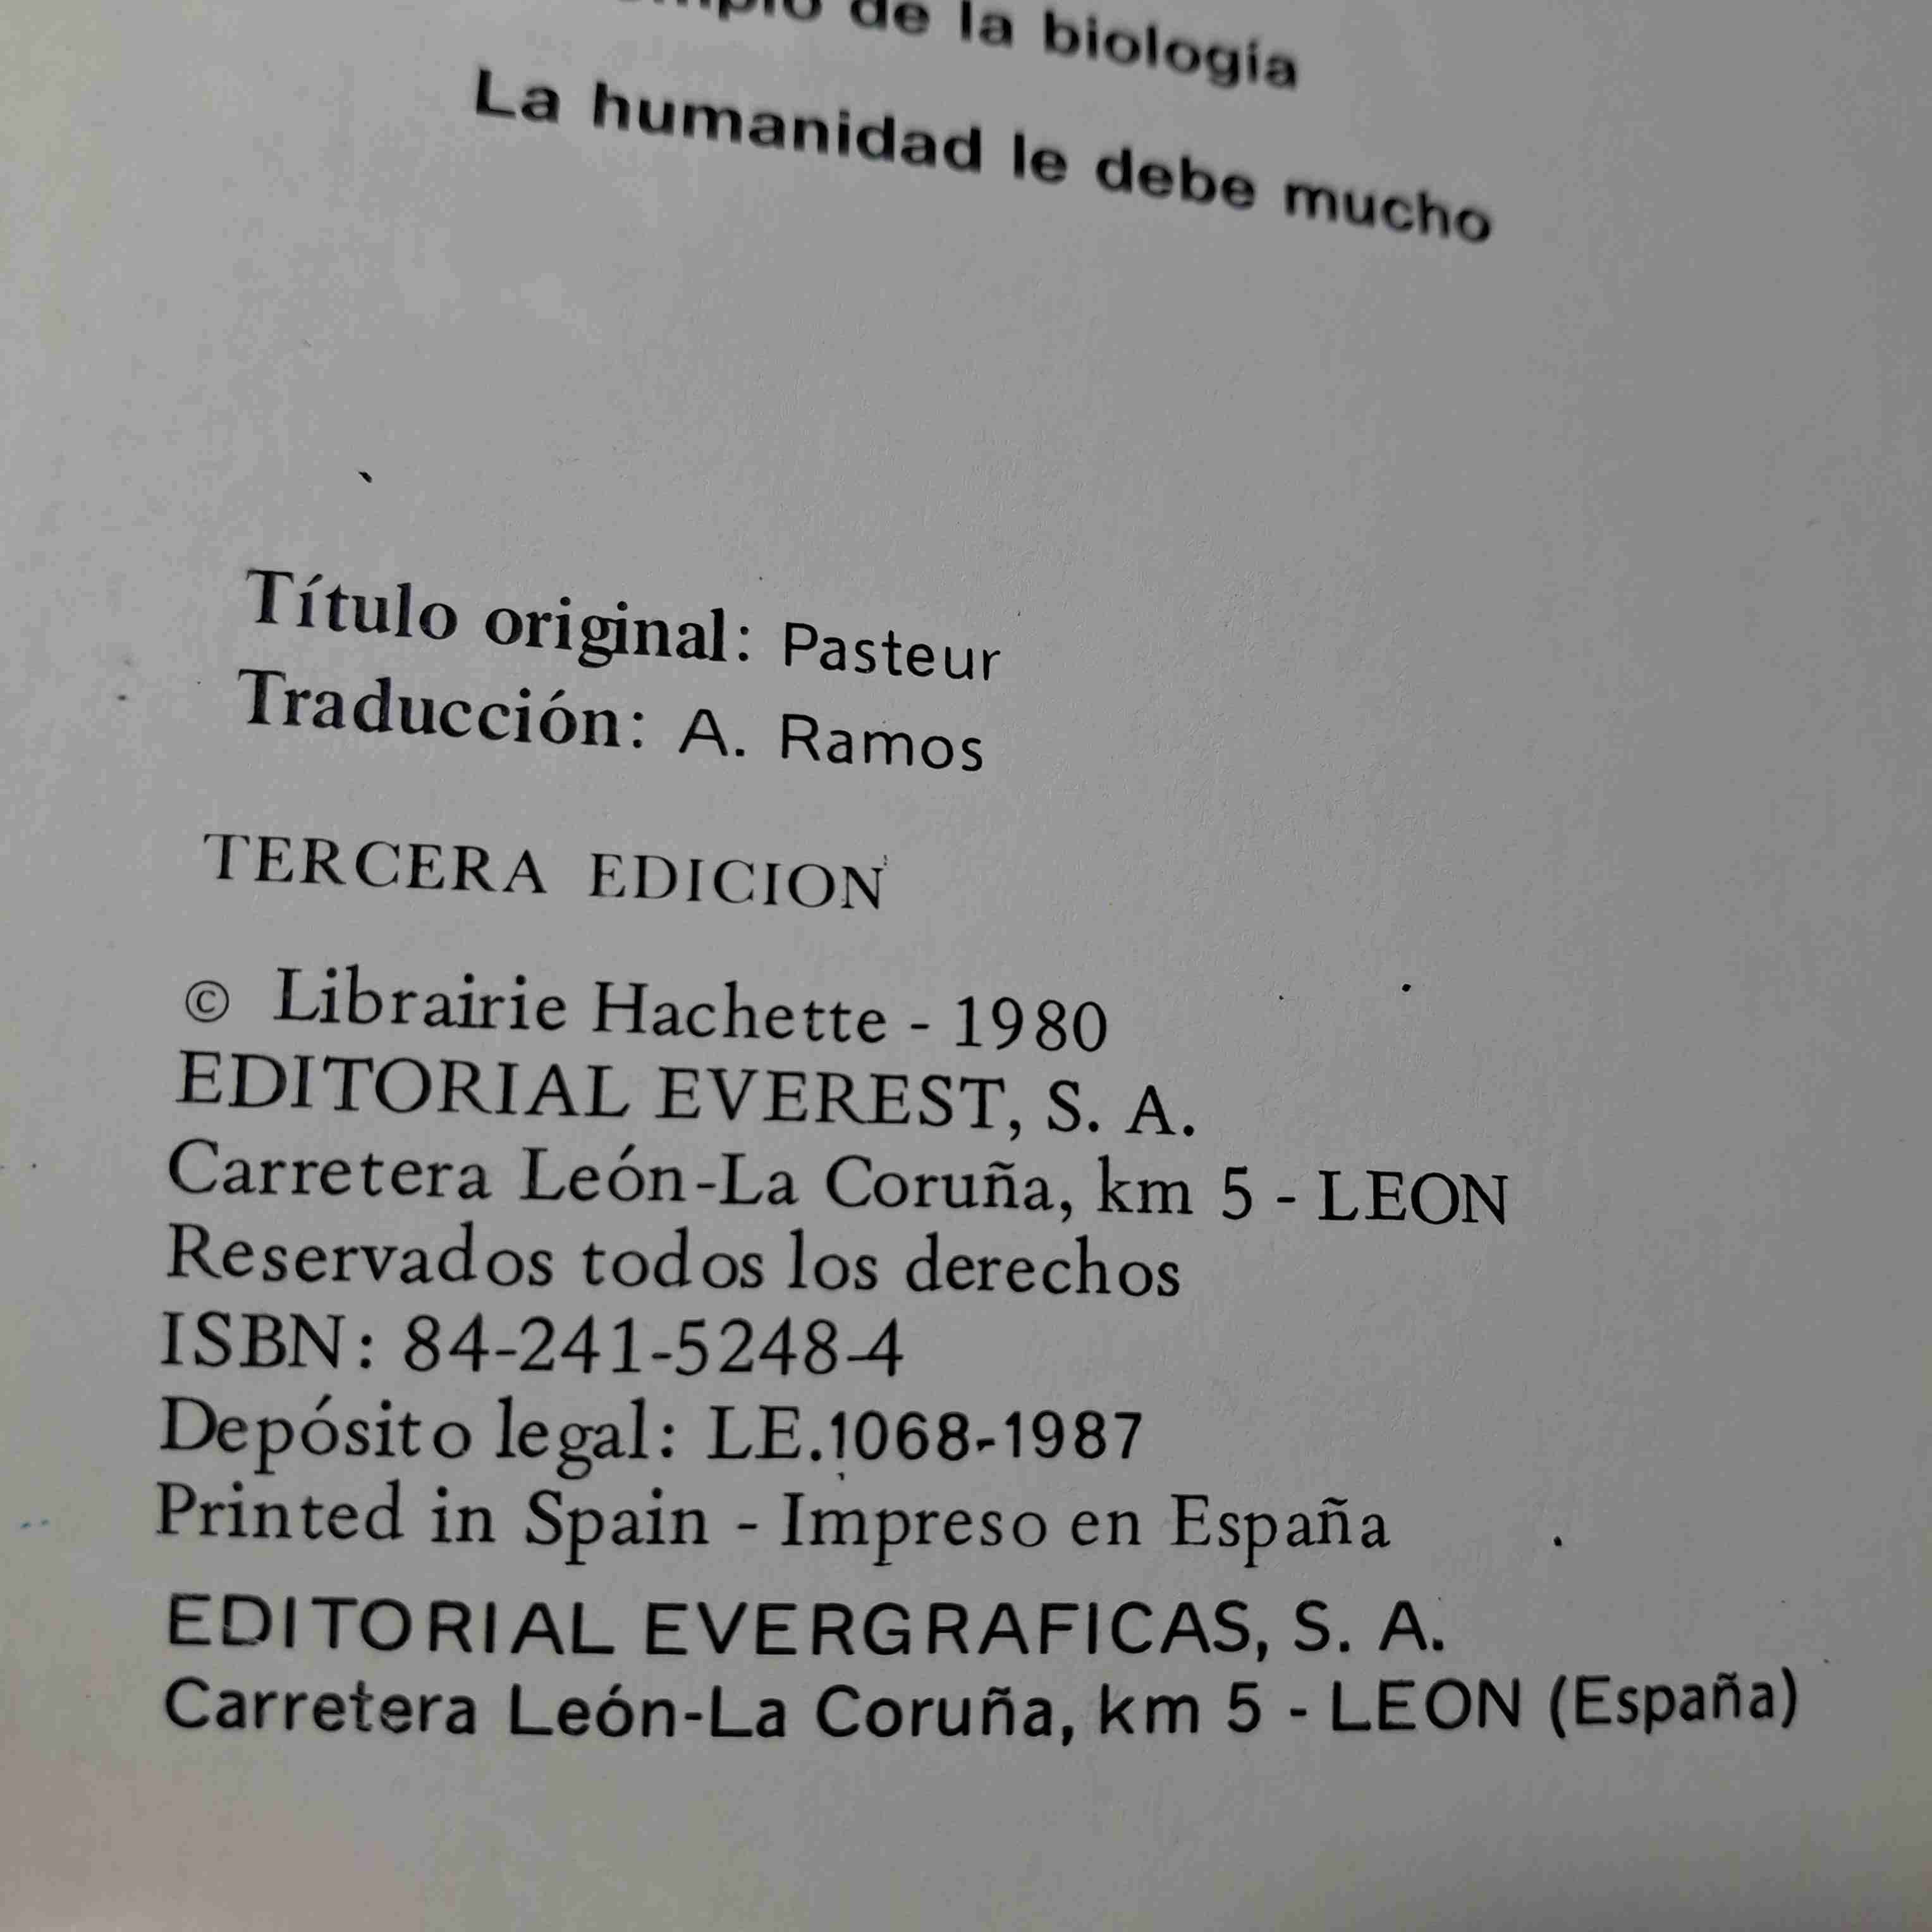 de la biología
La humanidad le debe mucho
Título original: Pasteur
Traducción: A. Ramos
TERCERA EDICION
© Librairie Hachette - 1980
EDITORIAL EVEREST, S. A.
Carretera León-La Coruña, km 5 - LEON
Reservados todos los derechos
ISBN: 84-241-5248-4
Depósito legal: LE.1068-1987
Printed in Spain - Impreso en España
EDITORIAL EVERGRAFICAS, S. A.
Carretera León-La Coruña, km 5 - LEON (España)